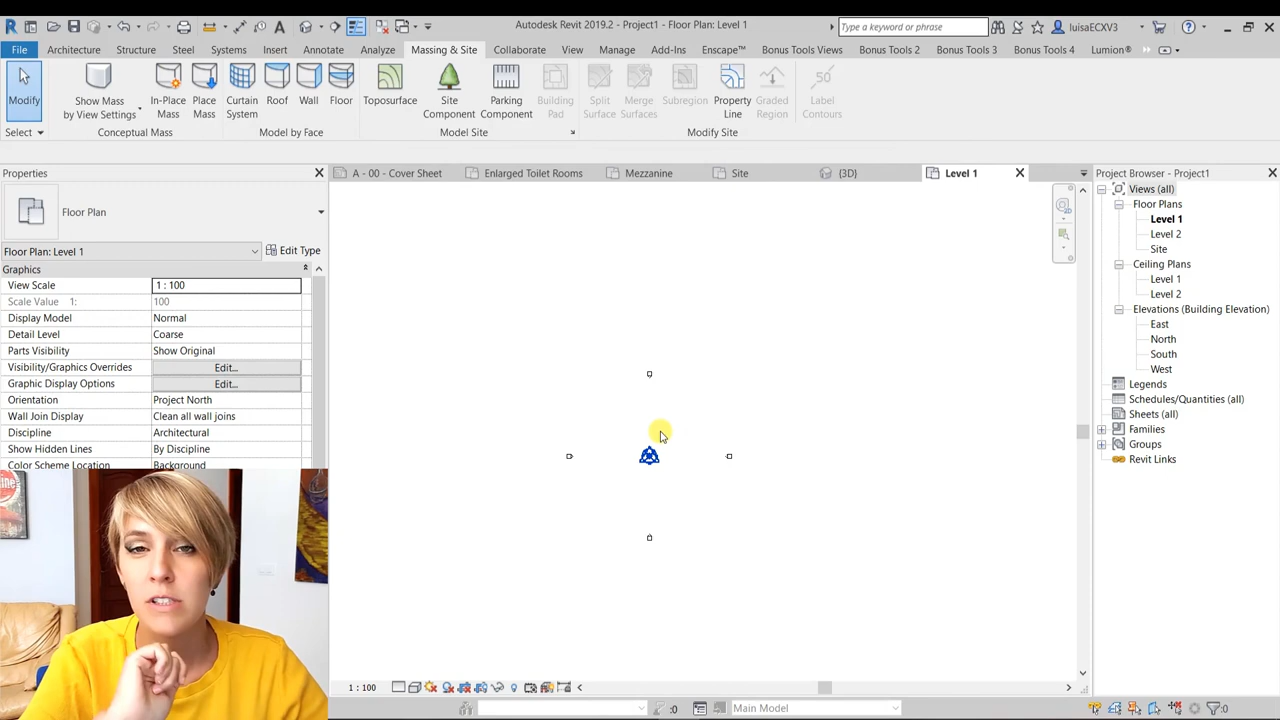 Autodesk Revit 2019.2 - Project1 - Floor Plan: Level 1
Type a keyword or phrase
luisaECXV3
File Architecture Structure Steel Systems Insert Annotate Analyze Massing & Site Collaborate View Manage Add-Ins Enscape™ Bonus Tools Views Bonus Tools 2 Bonus Tools 3 Bonus Tools 4 Lumion®
Modify
Show Mass
by View Settings
In-Place
Mass
Place
Mass
Curtain
System
Roof
Wall
Floor
Toposurface
Site
Component
Parking
Component
Building
Pad
Split
Surface
Merge
Surfaces
Subregion
Property
Line
Graded
Region
50
Label
Contours
Select
Conceptual Mass
Model by Face
Model Site
Modify Site
Properties
A - 00 - Cover Sheet
Enlarged Toilet Rooms
Mezzanine
Site
{3D}
Level 1
Project Browser - Project1
Floor Plan
Floor Plan: Level 1
Edit Type
Graphics
View Scale 1 : 100
Scale Value 1: 100
Display Model Normal
Detail Level Coarse
Parts Visibility Show Original
Visibility/Graphics Overrides Edit...
Graphic Display Options Edit...
Orientation Project North
Wall Join Display Clean all wall joins
Discipline Architectural
Show Hidden Lines By Discipline
Color Scheme Location Background
Views (all)
Floor Plans
Level 1
Level 2
Site
Ceiling Plans
Level 1
Level 2
Elevations (Building Elevation)
East
North
South
West
Legends
Schedules/Quantities (all)
Sheets (all)
Families
Groups
Revit Links
2D
1 : 100
:0
Main Model
:0